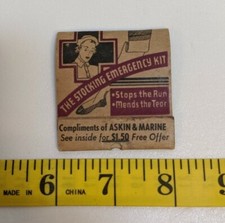 THE STOCKING EMERGENCY KIT
• Stops the Run
• Mends the Tear
Compliments of ASKIN & MARINE
See inside for $1.50 Free Offer
6 7 8 9
MADE IN CHINA